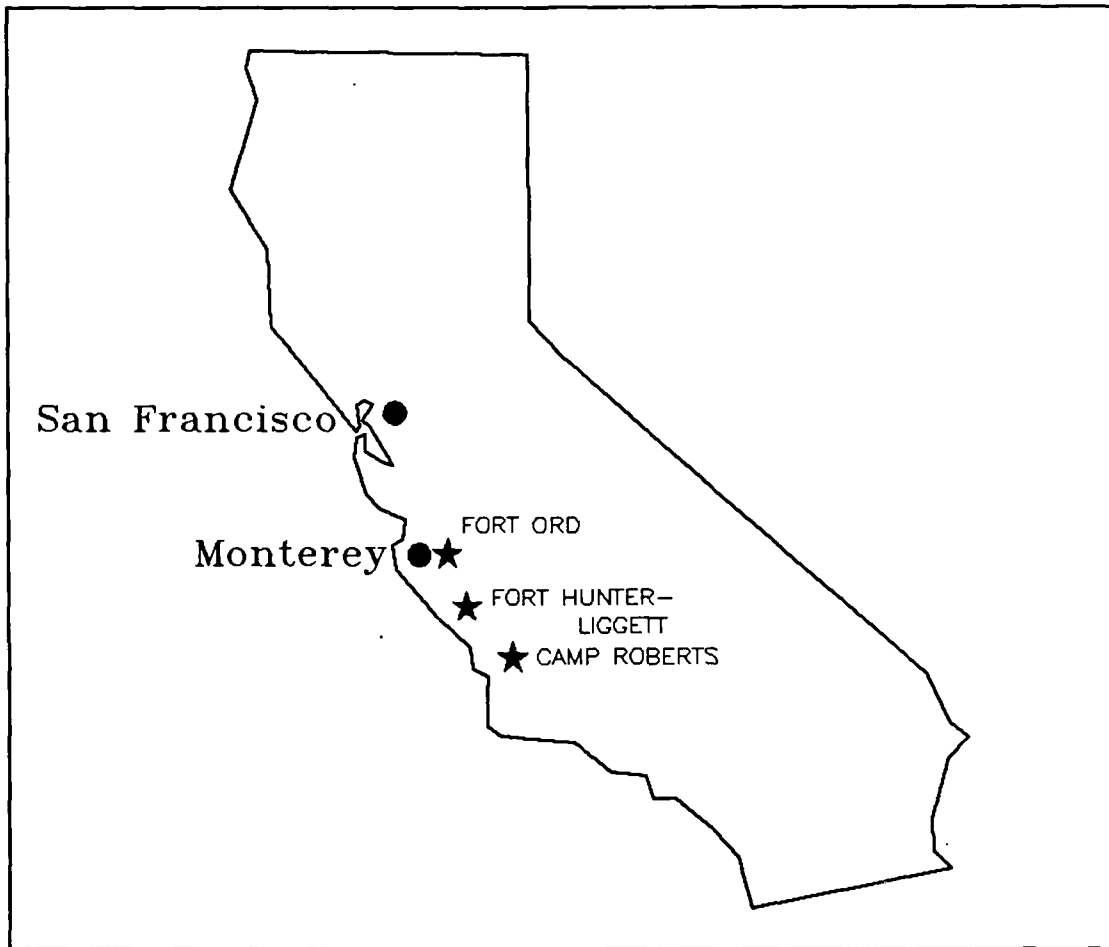 San Francisco
FORT ORD
Monterey
FORT HUNTER-
LIGGETT
CAMP ROBERTS